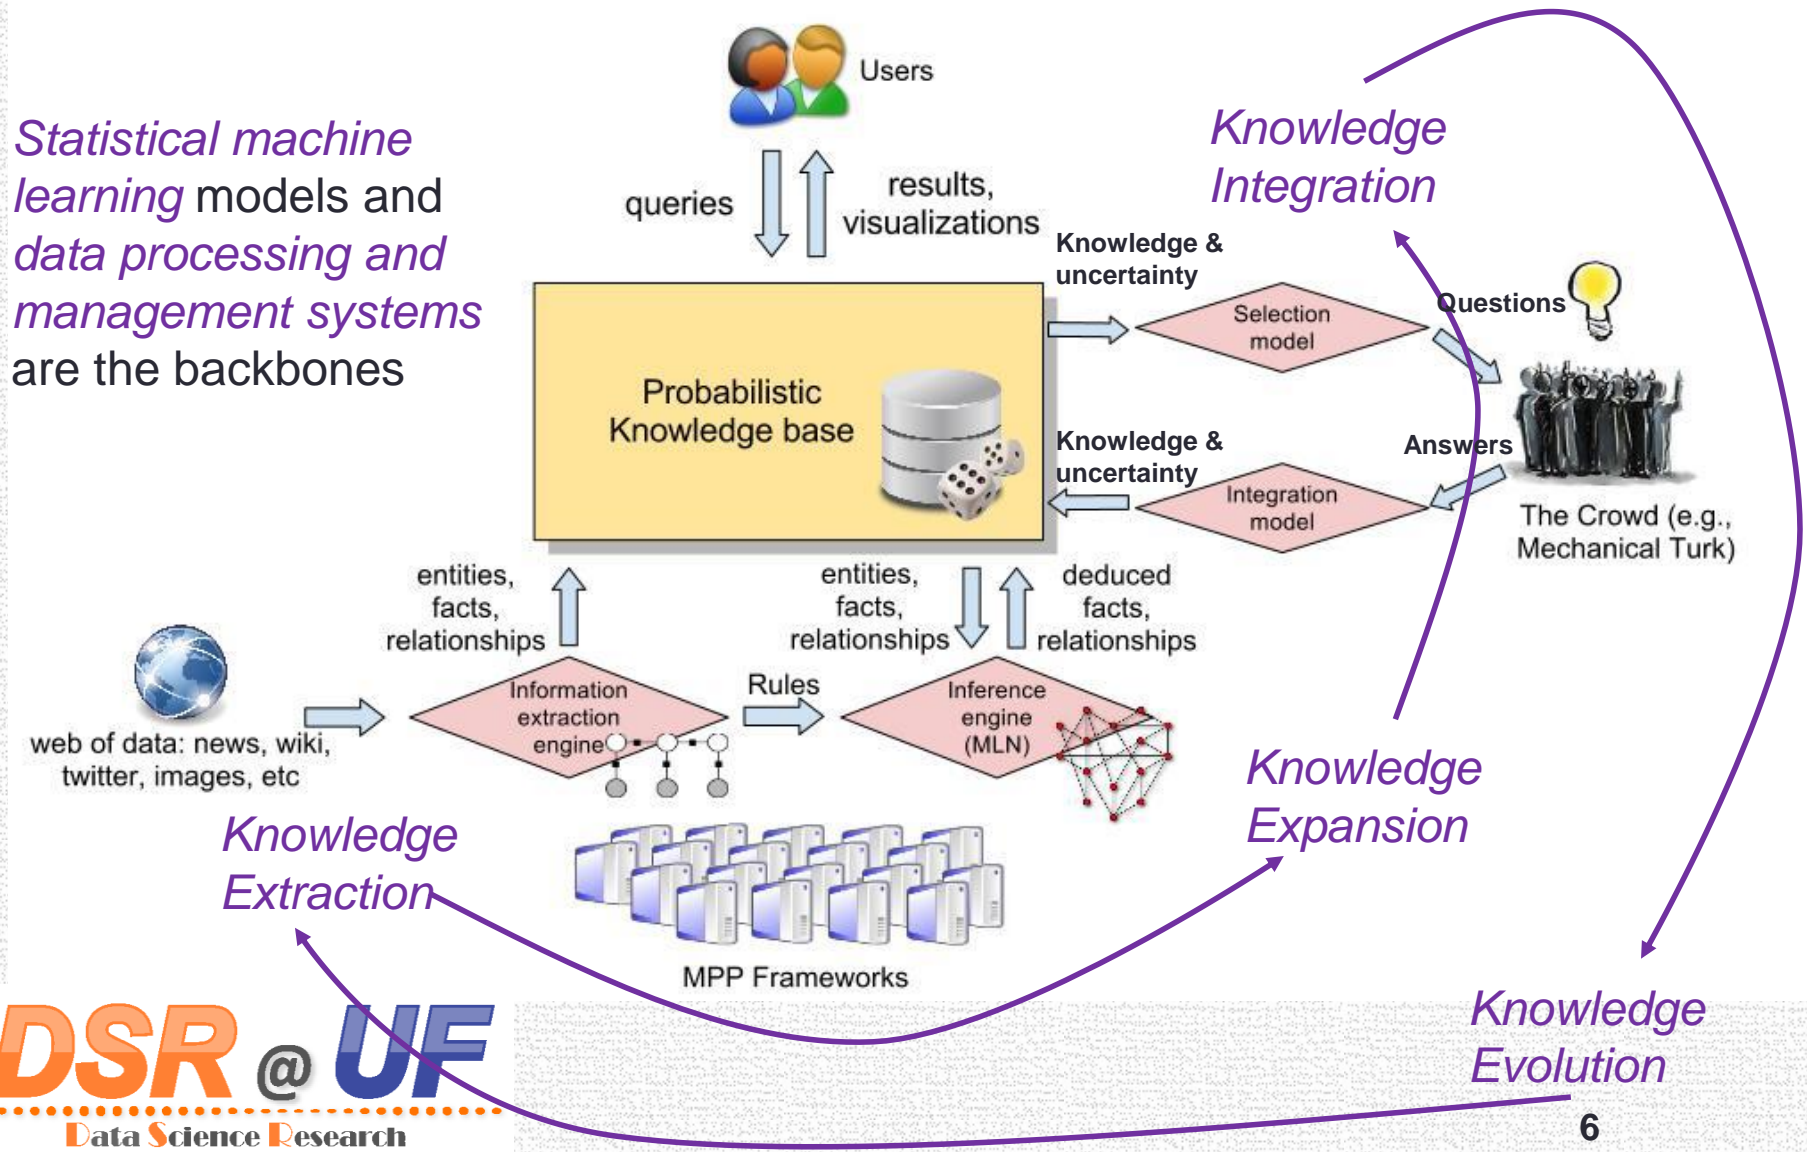 Statistical machine
learning models and
data processing and
management systems
are the backbones
Users
queries
results,
visualizations
Knowledge
Integration
Knowledge &
uncertainty
Selection
model
Questions
Probabilistic
Knowledge base
Knowledge &
uncertainty
Integration
model
Answers
The Crowd (e.g.,
Mechanical Turk)
entities,
facts,
relationships
entities,
facts,
relationships
deduced
facts,
relationships
web of data: news, wiki,
twitter, images, etc
Information
extraction
engine
Rules
Inference
engine
(MLN)
Knowledge
Extraction
Knowledge
Expansion
MPP Frameworks
Knowledge
Evolution
DSR @ UF
Data Science Research
6